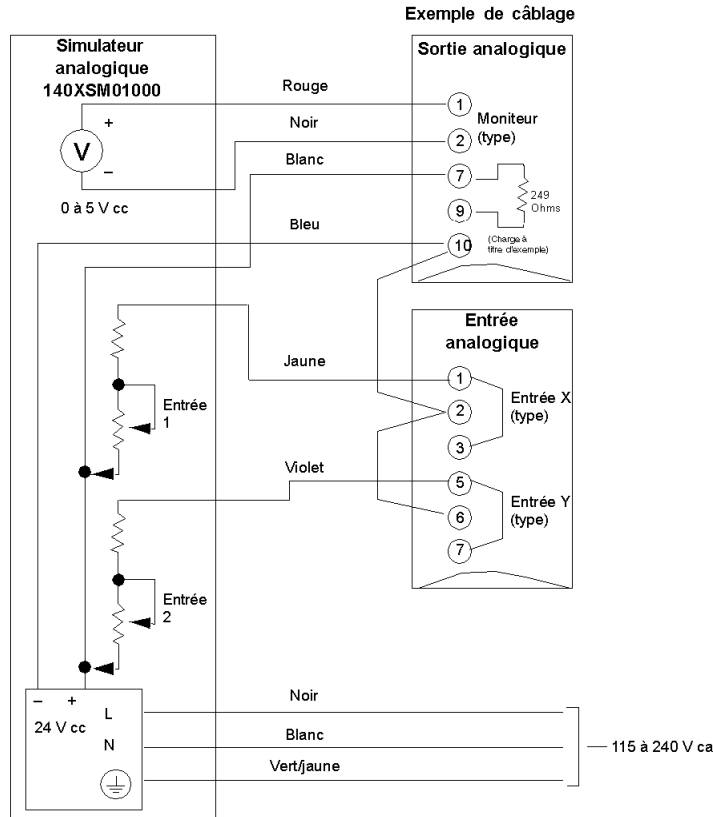 Exemple de câblage
Simulateur
analogique
140XSM01000
Sortie analogique
Rouge
1
+
Moniteur
(type)
Noir
2
V
Blanc
–
7
0 à 5 V cc
249
Ohms
9
Bleu
10
(Charge à
titre d'exemple)
Entrée
analogique
Jaune
1
Entrée
1
Entrée X
(type)
2
3
Violet
5
Entrée Y
(type)
6
7
Entrée
2
– +
24 V cc
L
Noir
N
Blanc
115 à 240 V ca
Vert/jaune